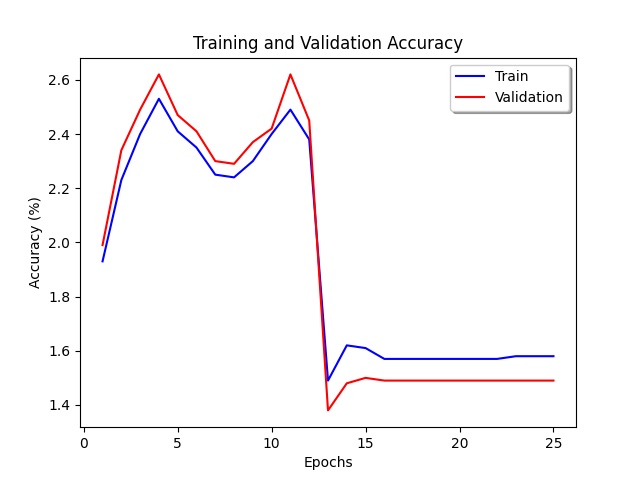 Training and Validation Accuracy
Train
Validation
Accuracy (%)
2.6
2.4
2.2
2.0
1.8
1.6
1.4
0
5
10
15
20
25
Epochs